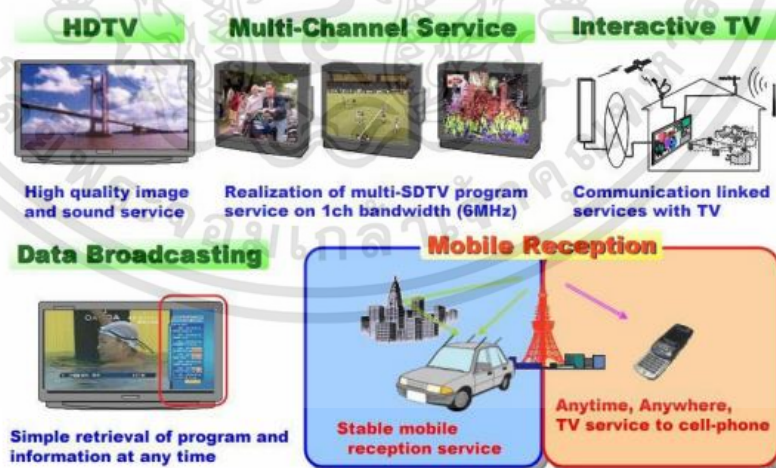 HDTV
Multi-Channel Service
Interactive TV
High quality image
and sound service
Realization of multi-SDTV program
service on 1ch bandwidth (6MHz)
Communication linked
services with TV
Data Broadcasting
Mobile Reception
Simple retrieval of program and
information at any time
Stable mobile
reception service
Anytime, Anywhere,
TV service to cell-phone